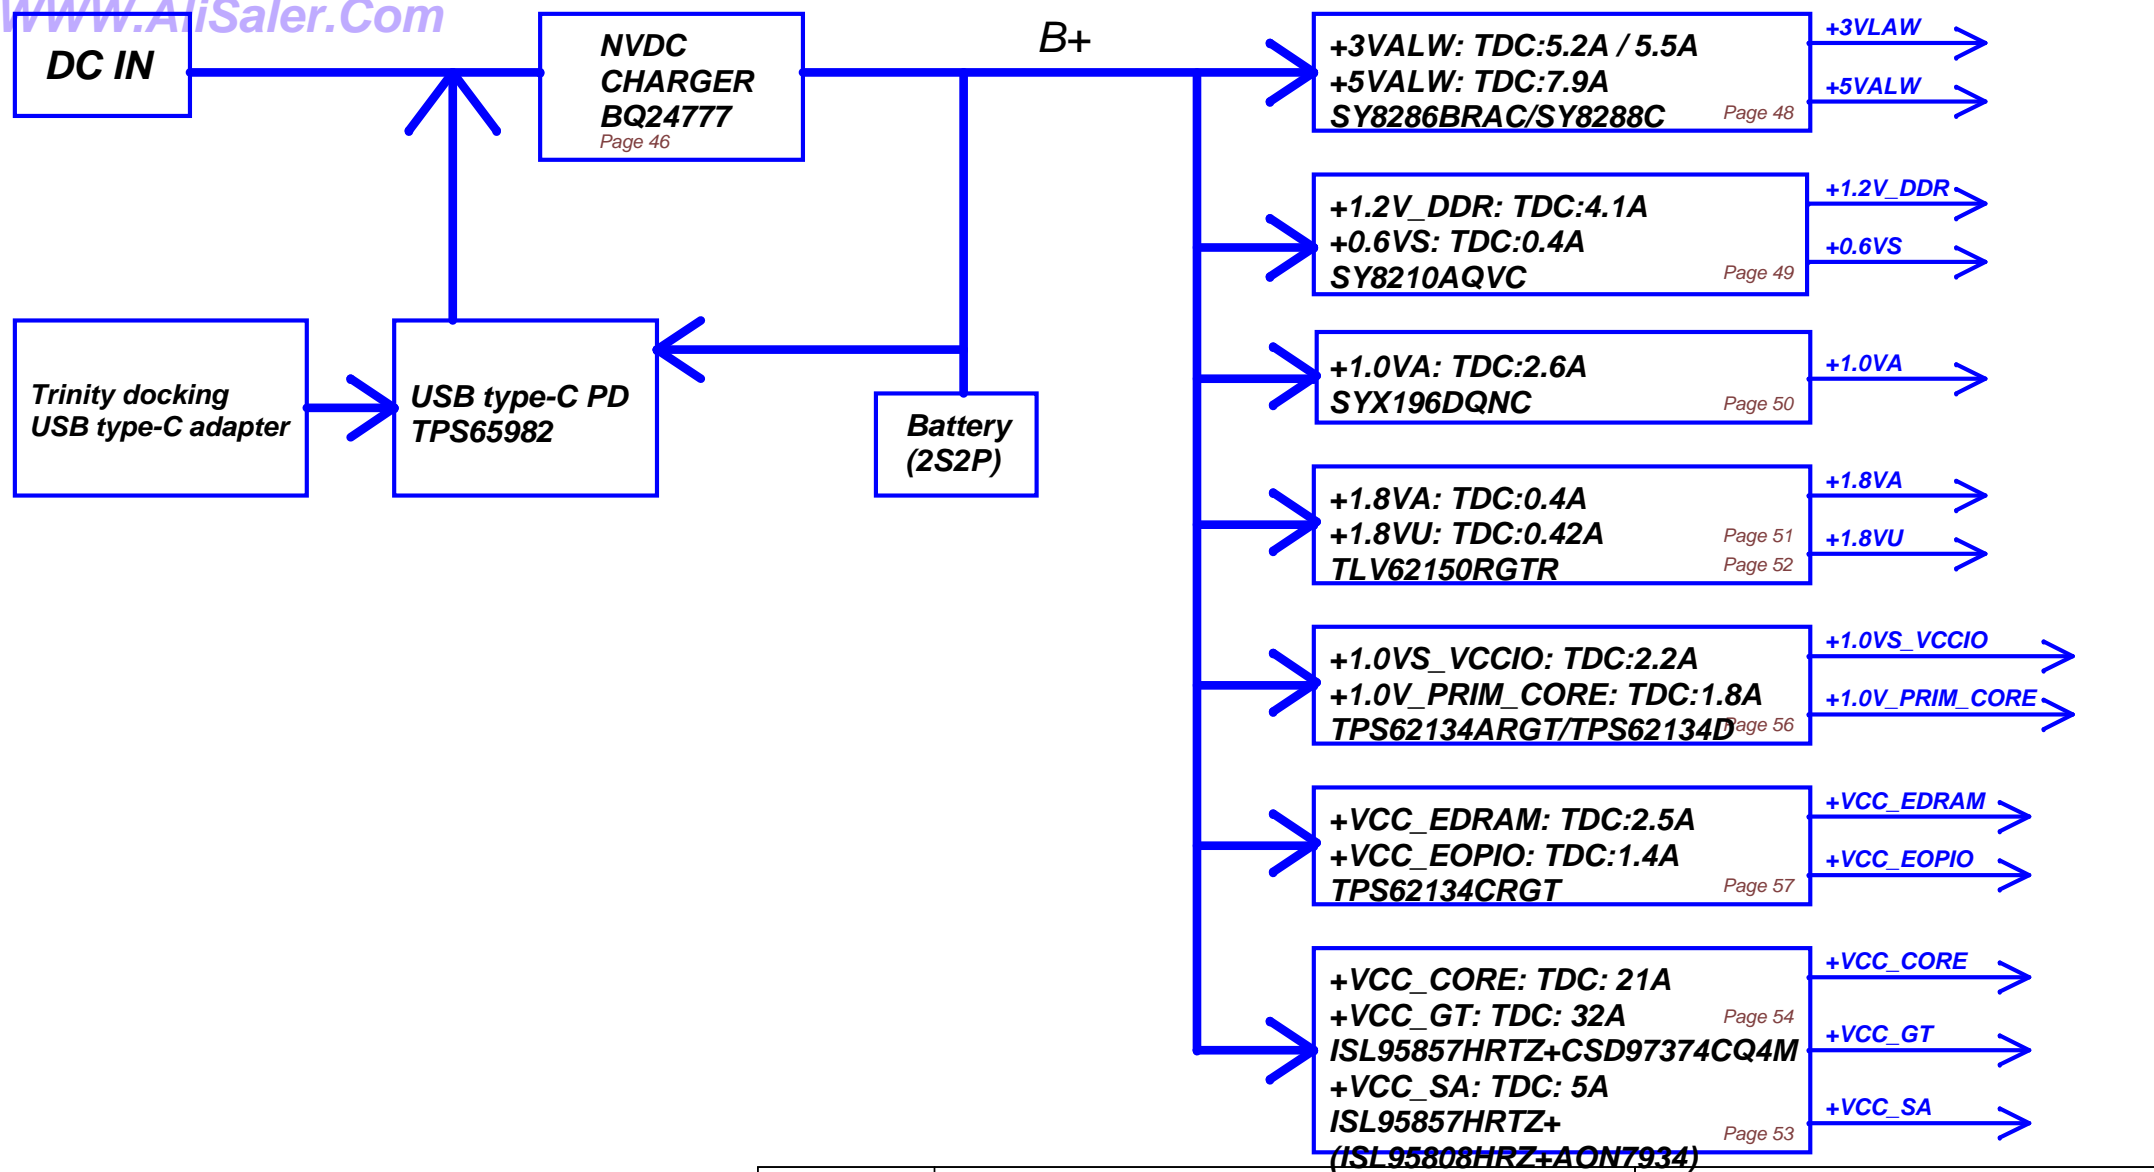 WWW.AliSaler.Com
DC IN
NVDC
CHARGER
BQ24777
Page 46
B+
Trinity docking
USB type-C adapter
USB type-C PD
TPS65982
Battery
(2S2P)
+3VALW: TDC:5.2A / 5.5A
+5VALW: TDC:7.9A
SY8286BRAC/SY8288C
Page 48
+3VLAW
+5VALW
+1.2V_DDR: TDC:4.1A
+0.6VS: TDC:0.4A
SY8210AQVC
Page 49
+1.2V_DDR
+0.6VS
+1.0VA: TDC:2.6A
SYX196DQNC
Page 50
+1.0VA
+1.8VA: TDC:0.4A
+1.8VU: TDC:0.42A
TLV62150RGTR
Page 51
Page 52
+1.8VA
+1.8VU
+1.0VS_VCCIO: TDC:2.2A
+1.0V_PRIM_CORE: TDC:1.8A
TPS62134ARGT/TPS62134D
Page 56
+1.0VS_VCCIO
+1.0V_PRIM_CORE
+VCC_EDRAM: TDC:2.5A
+VCC_EOPIO: TDC:1.4A
TPS62134CRGT
Page 57
+VCC_EDRAM
+VCC_EOPIO
+VCC_CORE: TDC: 21A
+VCC_GT: TDC: 32A
Page 54
ISL95857HRTZ+CSD97374CQ4M
+VCC_SA: TDC: 5A
ISL95857HRTZ+
Page 53
(ISL95808HRZ+AON7934)
+VCC_CORE
+VCC_GT
+VCC_SA